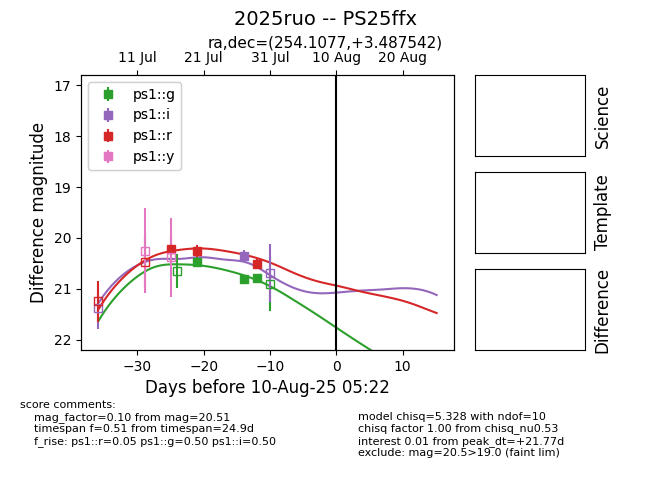 2025ruo -- PS25ffx
ra,dec=(254.1077,+3.487542)
11 Jul 21 Jul 31 Jul 10 Aug 20 Aug
ps1::g
ps1::i
ps1::r
ps1::y
17
18
19
20
21
22
Difference magnitude
−30 −20 −10 0 10
Days before 10-Aug-25 05:22
Science
Template
Difference
score comments:
mag_factor=0.10 from mag=20.51
timespan f=0.51 from timespan=24.9d
f_rise: ps1::r=0.05 ps1::g=0.50 ps1::i=0.50
model chisq=5.328 with ndof=10
chisq factor 1.00 from chisq_nu0.53
interest 0.01 from peak_dt=+21.77d
exclude: mag=20.5>19.0 (faint lim)